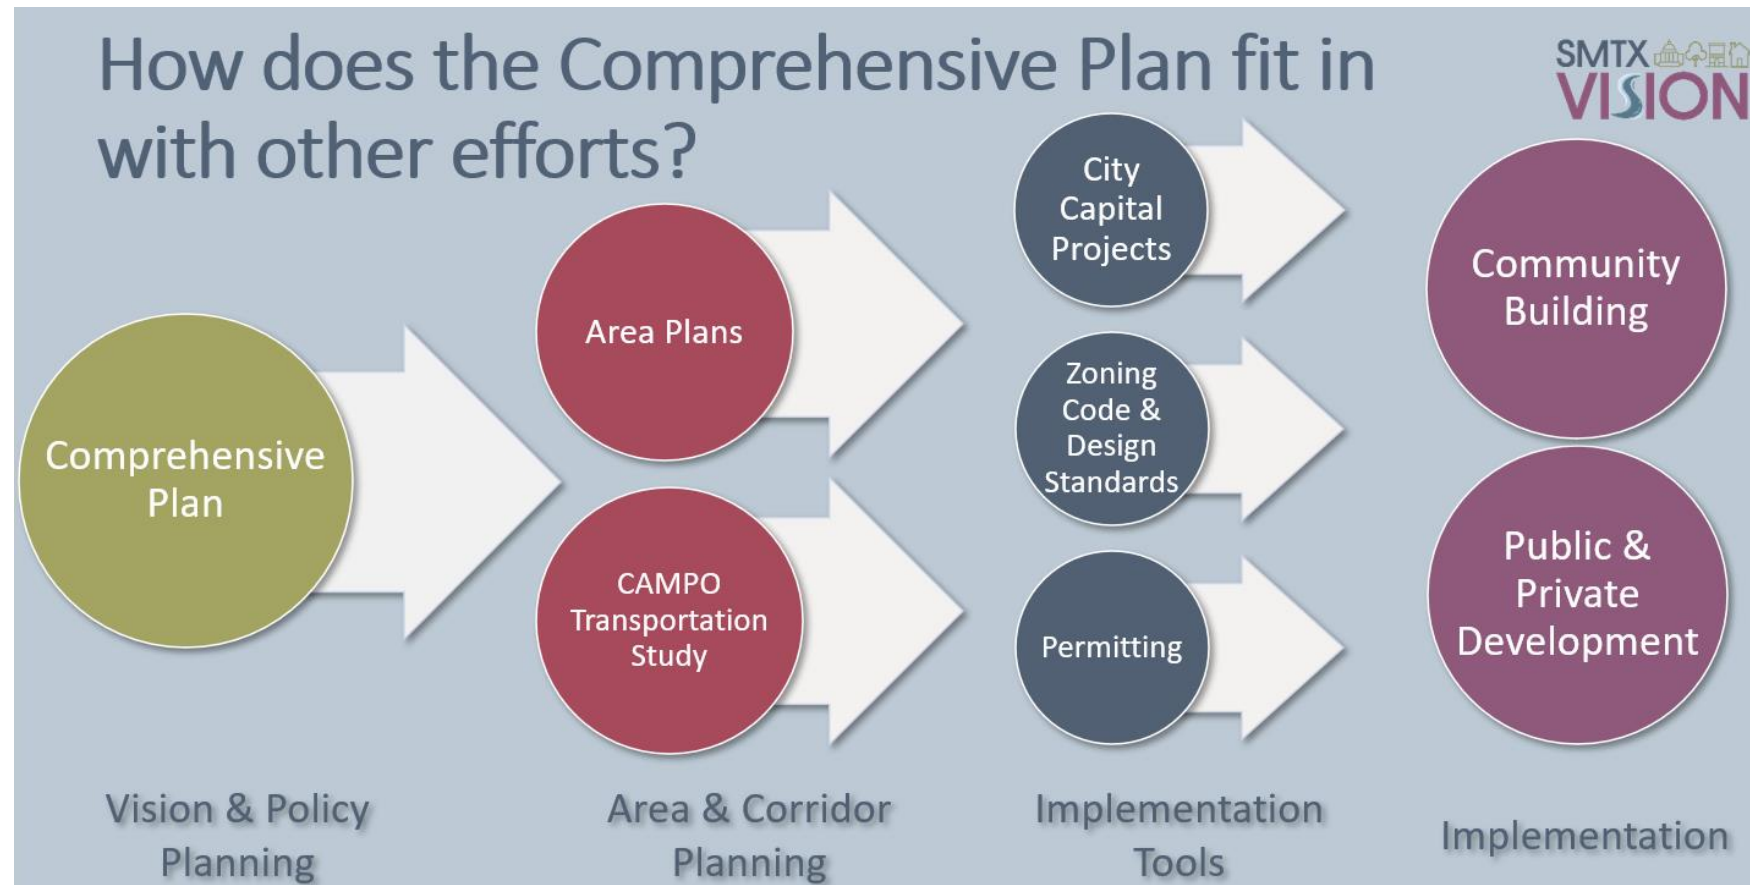 How does the Comprehensive Plan fit in
with other efforts?
SMTX
VISION
Comprehensive
Plan
Area Plans
CAMPO
Transportation
Study
City
Capital
Projects
Zoning
Code &
Design
Standards
Permitting
Community
Building
Public &
Private
Development
Vision & Policy
Planning
Area & Corridor
Planning
Implementation
Tools
Implementation